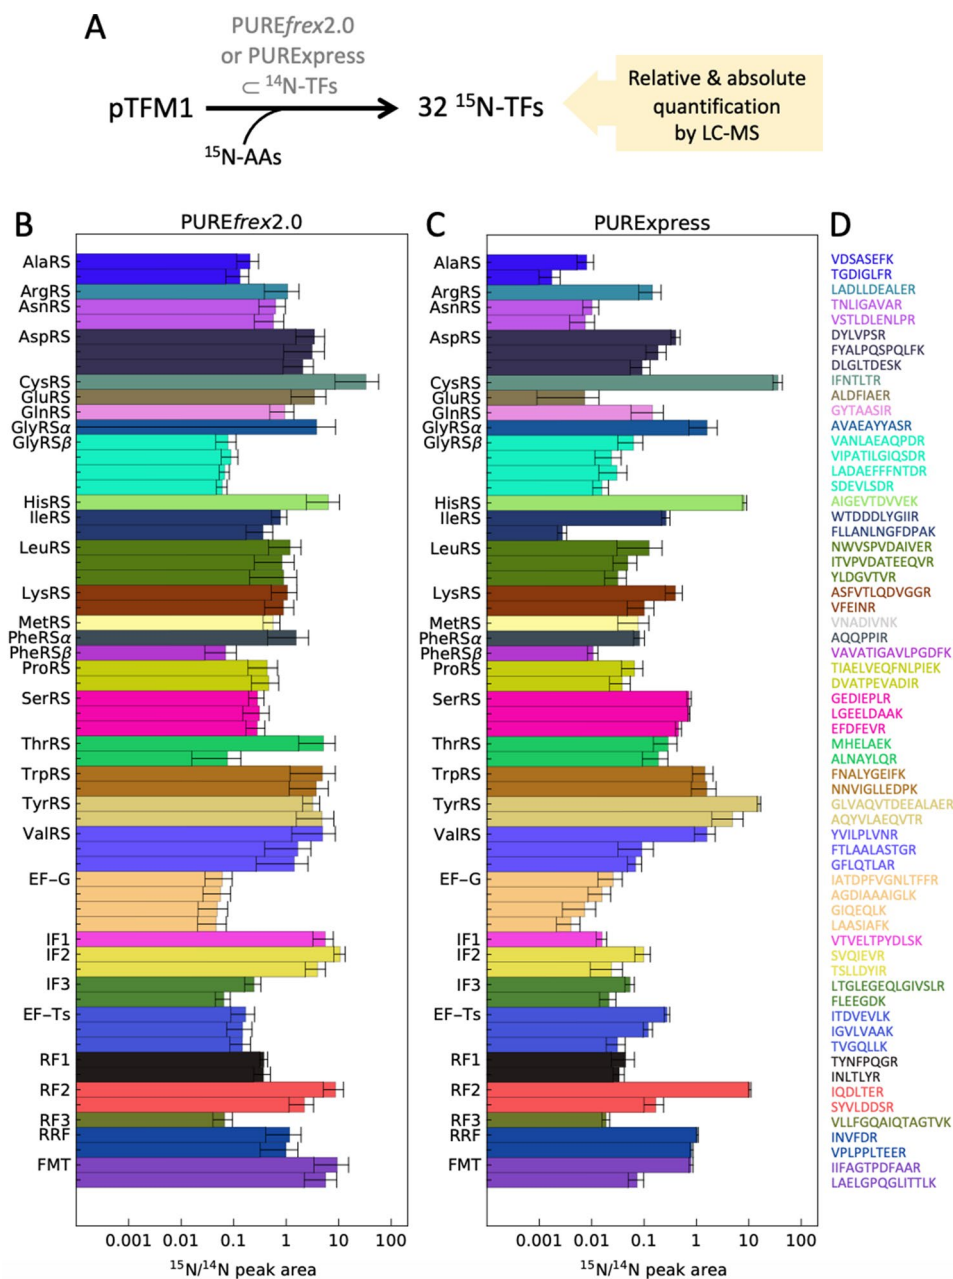 A
PUREfrex2.0
or PURExpress
⊂ ¹⁴N-TFs
pTFM1
32 ¹⁵N-TFs
¹⁵N-AAs
Relative & absolute
quantification
by LC-MS
B
PUREfrex2.0
AlaRS
ArgRS
AsnRS
AspRS
CysRS
GluRS
GlnRS
GlyRSα
GlyRSβ
HisRS
IleRS
LeuRS
LysRS
MetRS
PheRSα
PheRSβ
ProRS
SerRS
ThrRS
TrpRS
TyrRS
ValRS
EF−G
IF1
IF2
IF3
EF−Ts
RF1
RF2
RF3
RRF
FMT
0.001 0.01 0.1 1 10 100
¹⁵N/¹⁴N peak area
C
PURExpress
AlaRS
ArgRS
AsnRS
AspRS
CysRS
GluRS
GlnRS
GlyRSα
GlyRSβ
HisRS
IleRS
LeuRS
LysRS
MetRS
PheRSα
PheRSβ
ProRS
SerRS
ThrRS
TrpRS
TyrRS
ValRS
EF−G
IF1
IF2
IF3
EF−Ts
RF1
RF2
RF3
RRF
FMT
0.001 0.01 0.1 1 10 100
¹⁵N/¹⁴N peak area
D
VDSASEFK
TGDIGLFR
LADLLDEALER
TNLIGAVAR
VSTLDLENLPR
DYLVPSR
FYALPQSPQLFK
DLGLTDESK
IFNTLTR
ALDFIAER
GYTAASIR
AVAEAYYASR
VANLAEAQPDR
VIPATILGIQSDR
LADAEFFFNTDR
SDEVLSDR
AIGEVTDVVEK
WTDDDLYGIIR
FLLANLNGFDPAK
NWVSPVDAIVER
ITVPVDATEEQVR
YLDGVTVR
ASFVTLQDVGGR
VFEINR
VNADIVNK
AQQPPIR
VAVATIGAVLPGDFK
TIAELVEQFNLPIEK
DVATPEVADIR
GEDIEPLR
LGEELDAAK
EFDFEVR
MHELAEK
ALNAYLQR
FNALYGEIFK
NNVIGLLEDPK
GLVAQVTDEEALAER
AQYVLAEQVTR
YVILPLVNR
FTLAALASTGR
GFLQTLAR
IATDPFVGNLTFFR
AGDIAAAIGLK
GIQEQLK
LAASIAFK
VTVELTPYDLSK
SVQIEVR
TSLLDYIR
LTGLEGEQLGIVSLR
FLEEGDK
ITDVEVLK
IGVLVAAK
TVGQLLK
TYNFPQGR
INLTLYR
IQDLTER
SYVLDDSR
VLLFGQAIQTAGTVK
INVFDR
VPLPPLTEER
IIFAGTPDFAAR
LAELGPQGLITTLK